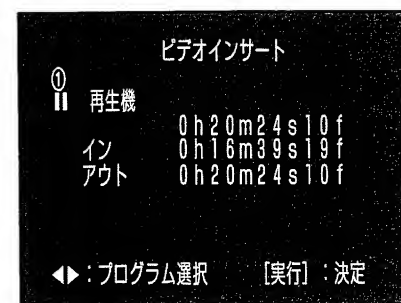 ビデオインサート
①
再生機
0h20m24s10f
イン 0h16m39s19f
アウト 0h20m24s10f
◀▶:プログラム選択 [実行]:決定